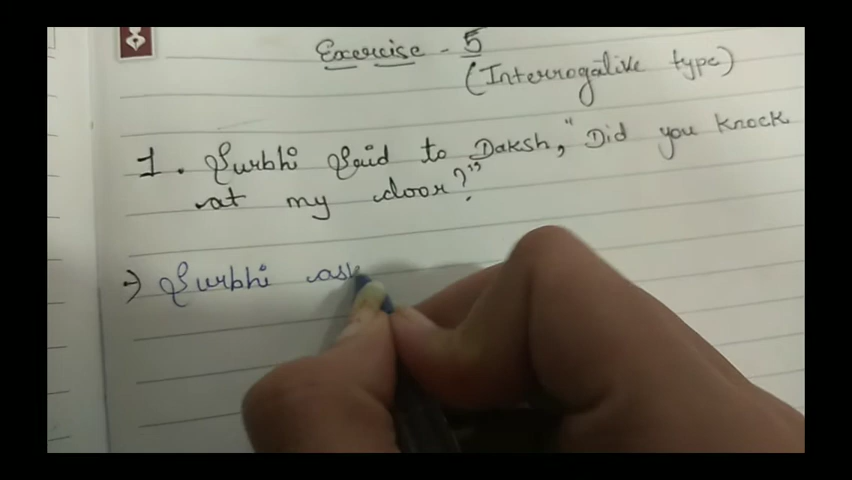 Exercise - 5
(Interrogative type)
1. Surbhi Said to Daksh, "Did you knock
at my door?"
→ Surbhi ask